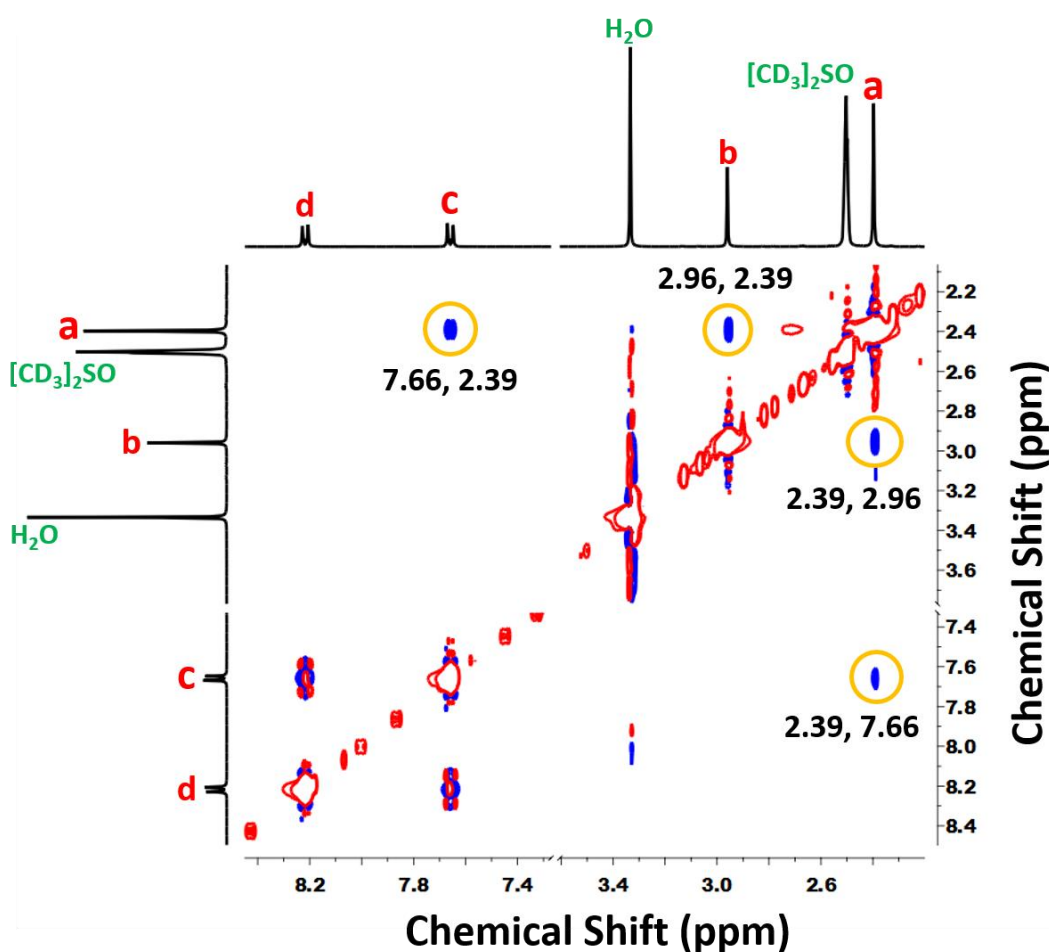 H₂O
[CD₃]₂SO
a
b
c
d
2.96, 2.39
7.66, 2.39
2.39, 2.96
2.39, 7.66
a
[CD₃]₂SO
b
H₂O
c
d
2.2
2.4
2.6
2.8
3.0
3.2
3.4
3.6
7.4
7.6
7.8
8.0
8.2
8.4
Chemical Shift (ppm)
8.2 7.8 7.4 3.4 3.0 2.6
Chemical Shift (ppm)